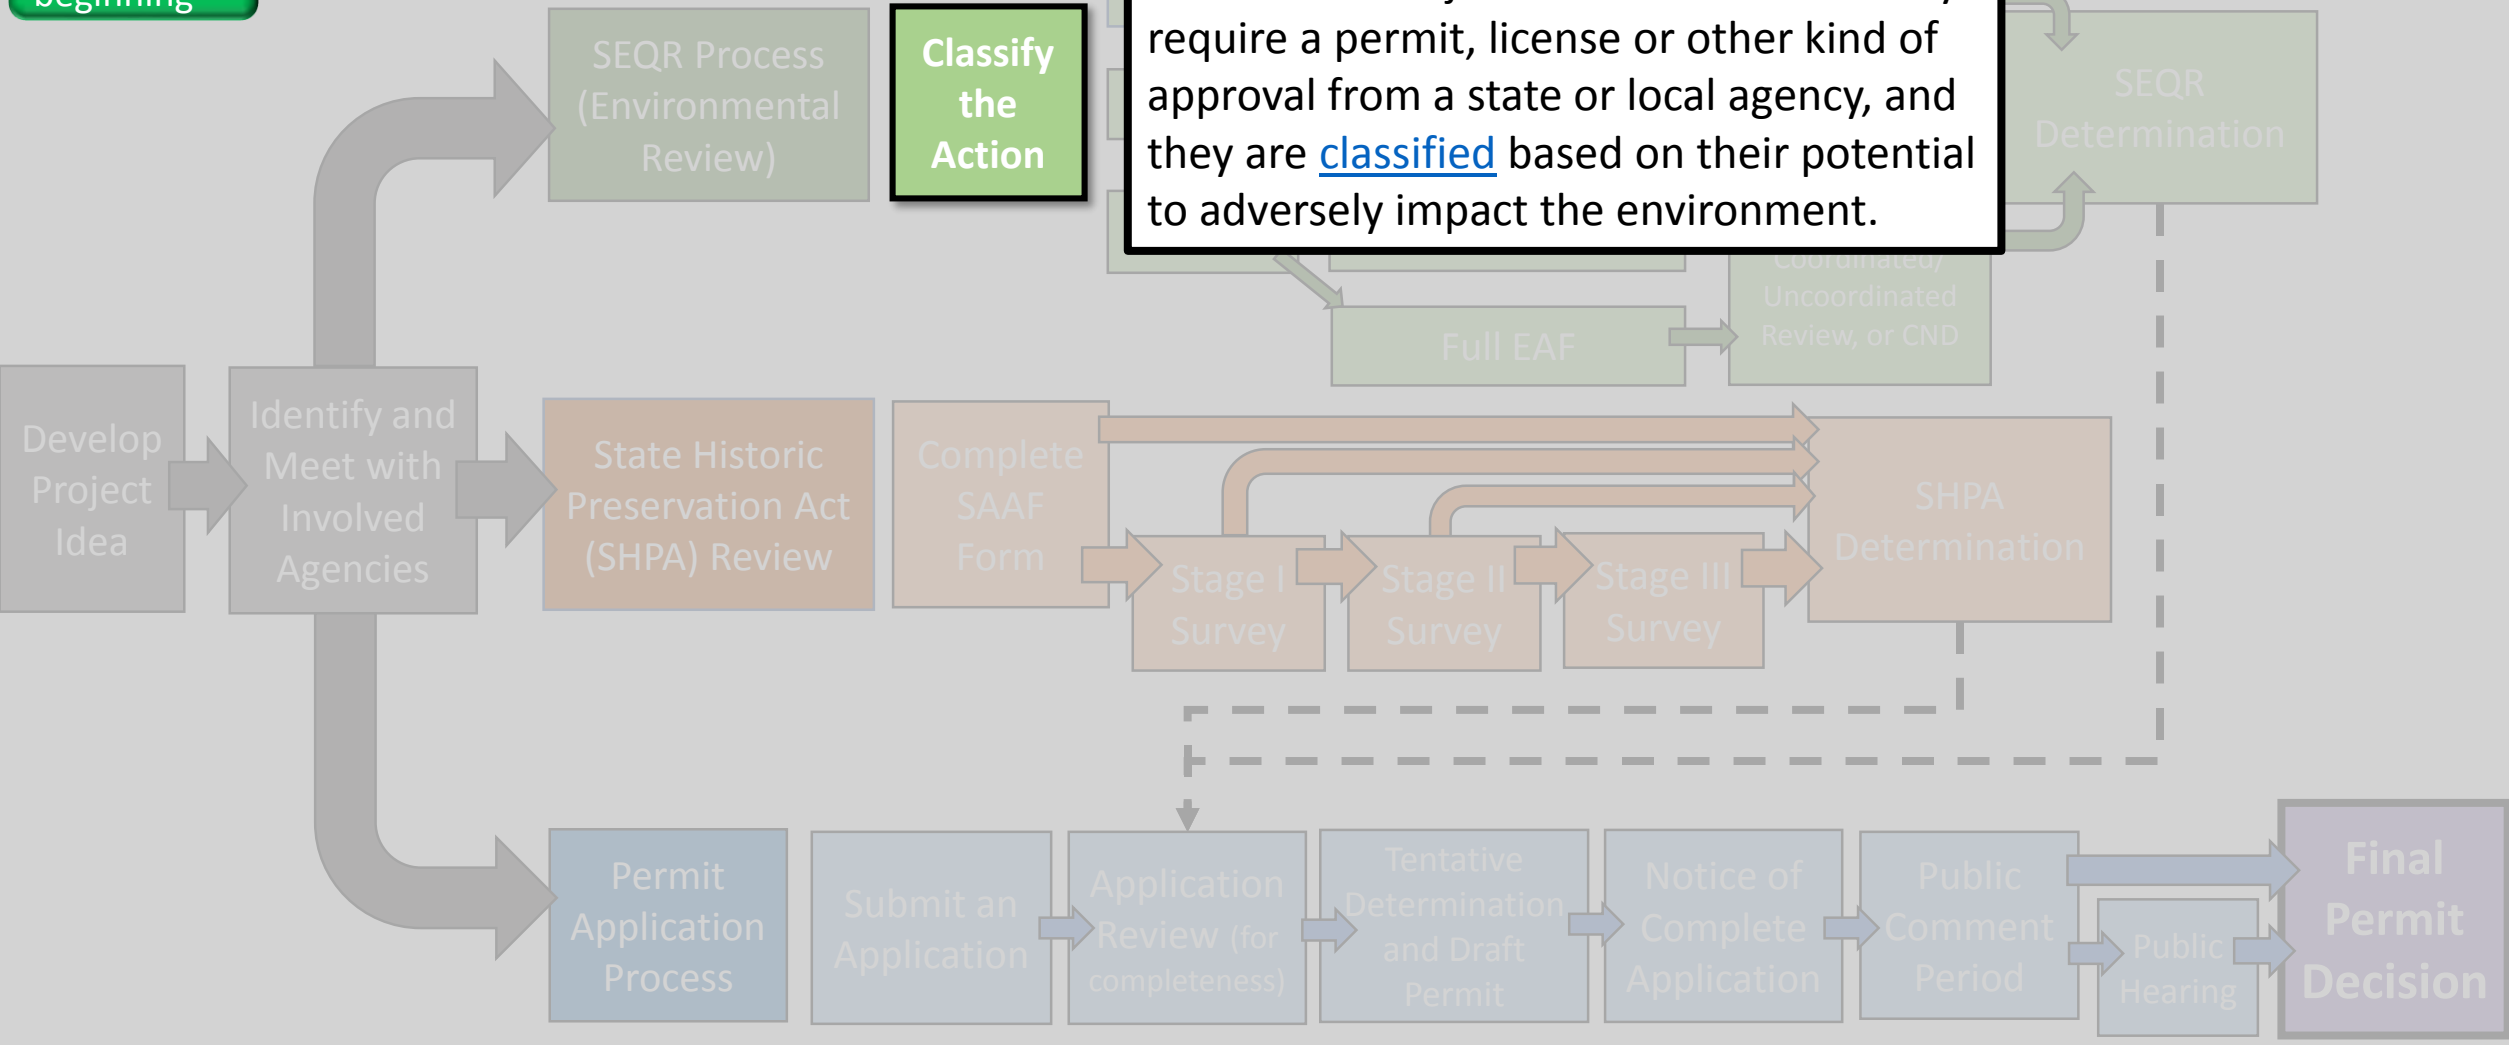 beginning
SEQR Process
(Environmental
Review)
Classify
the
Action
require a permit, license or other kind of
approval from a state or local agency, and
they are classified based on their potential
to adversely impact the environment.
SEQR
Determination
Coordinated/
Uncoordinated
Review, or CND
Full EAF
Develop
Project
Idea
Identify and
Meet with
Involved
Agencies
State Historic
Preservation Act
(SHPA) Review
Complete
SAAF
Form
Stage I
Survey
Stage II
Survey
Stage III
Survey
SHPA
Determination
Permit
Application
Process
Submit an
Application
Application
Review (for
completeness)
Tentative
Determination
and Draft
Permit
Notice of
Complete
Application
Public
Comment
Period
Public
Hearing
Final
Permit
Decision